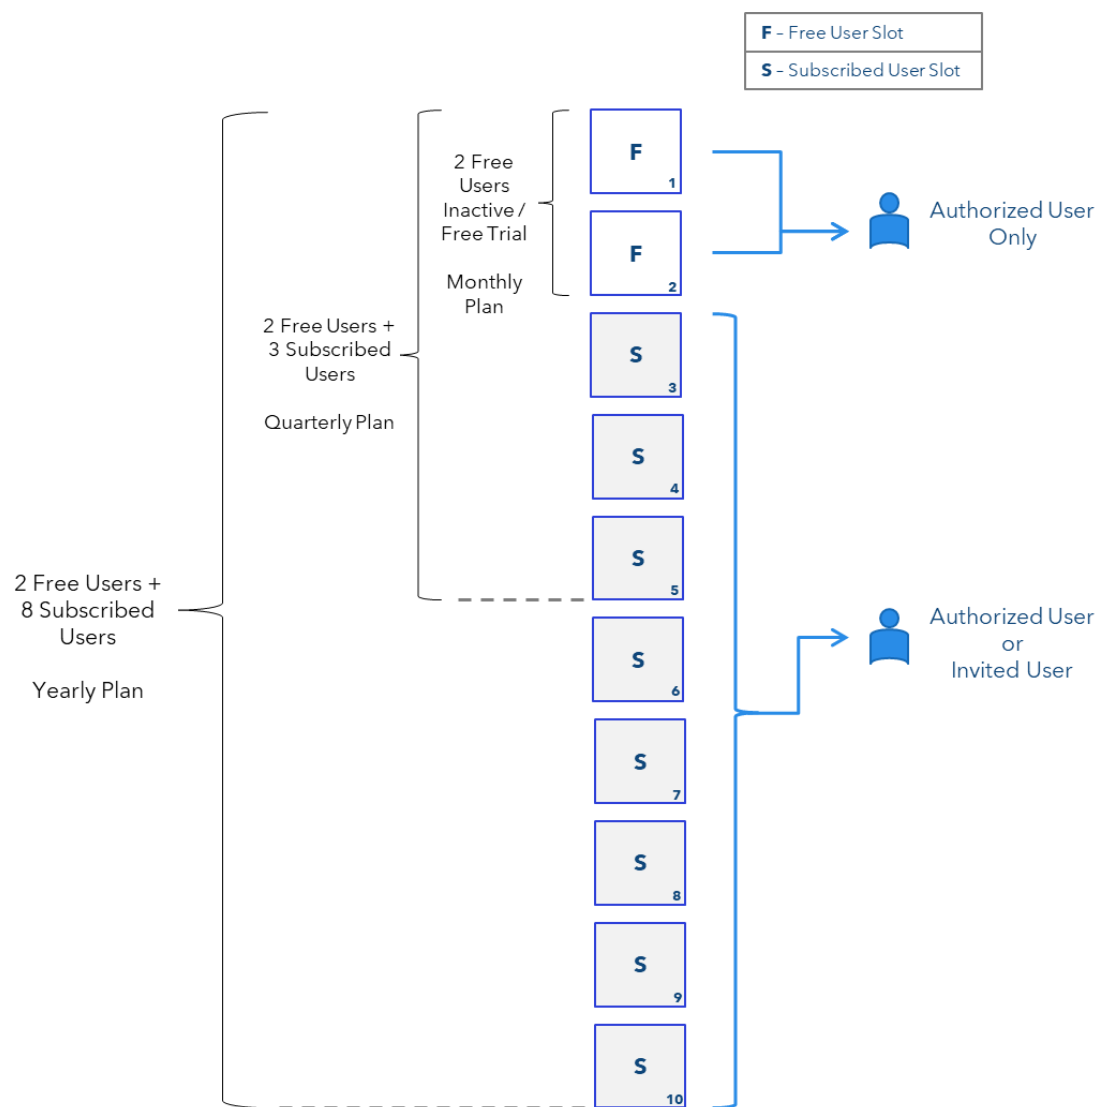 F – Free User Slot
S – Subscribed User Slot
2 Free
Users
Inactive /
Free Trial
Monthly
Plan
2 Free Users +
3 Subscribed
Users
Quarterly Plan
2 Free Users +
8 Subscribed
Users
Yearly Plan
F
1
F
2
S
3
S
4
S
5
S
6
S
7
S
8
S
9
S
10
Authorized User
Only
Authorized User
or
Invited User